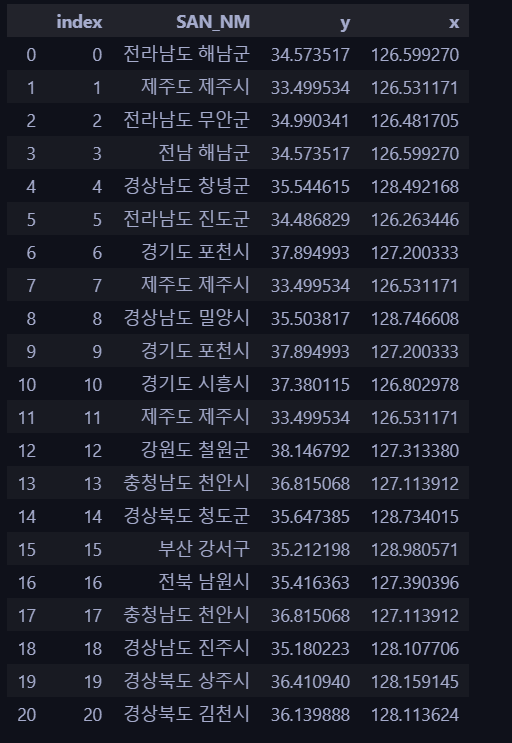 index SAN_NM y x
0 0 전라남도 해남군 34.573517 126.599270
1 1 제주도 제주시 33.499534 126.531171
2 2 전라남도 무안군 34.990341 126.481705
3 3 전남 해남군 34.573517 126.599270
4 4 경상남도 창녕군 35.544615 128.492168
5 5 전라남도 진도군 34.486829 126.263446
6 6 경기도 포천시 37.894993 127.200333
7 7 제주도 제주시 33.499534 126.531171
8 8 경상남도 밀양시 35.503817 128.746608
9 9 경기도 포천시 37.894993 127.200333
10 10 경기도 시흥시 37.380115 126.802978
11 11 제주도 제주시 33.499534 126.531171
12 12 강원도 철원군 38.146792 127.313380
13 13 충청남도 천안시 36.815068 127.113912
14 14 경상북도 청도군 35.647385 128.734015
15 15 부산 강서구 35.212198 128.980571
16 16 전북 남원시 35.416363 127.390396
17 17 충청남도 천안시 36.815068 127.113912
18 18 경상남도 진주시 35.180223 128.107706
19 19 경상북도 상주시 36.410940 128.159145
20 20 경상북도 김천시 36.139888 128.113624